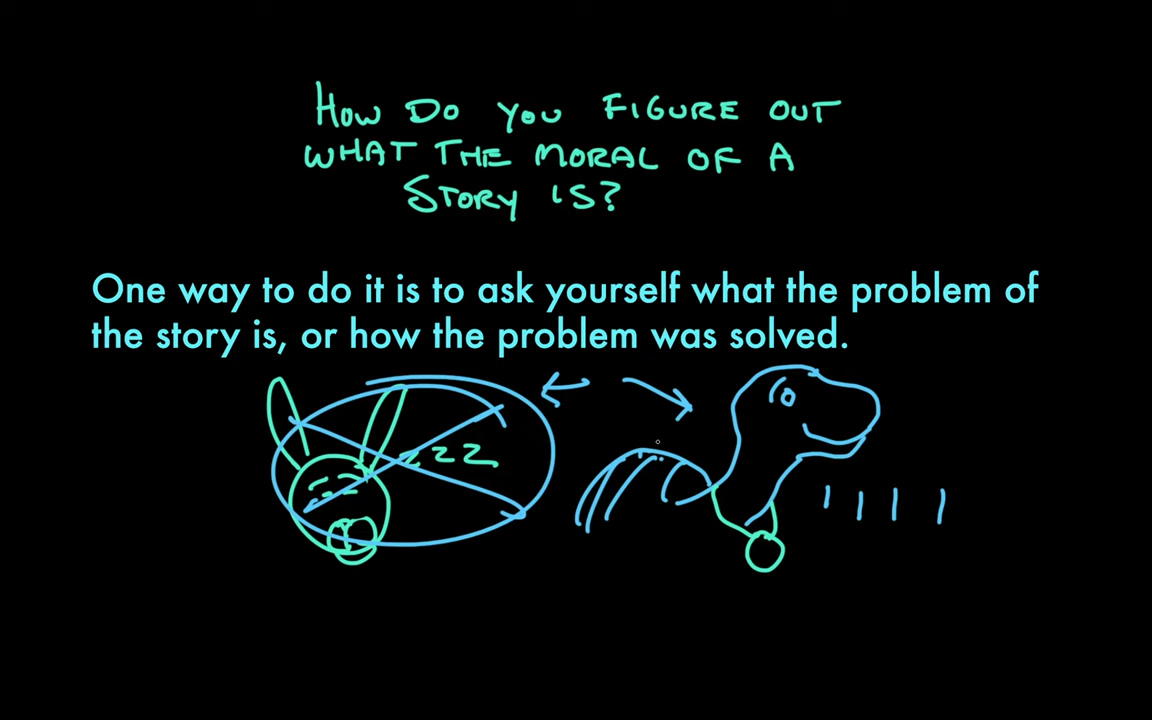 HOW DO YOU FIGURE OUT
WHAT THE MORAL OF A
STORY IS?
One way to do it is to ask yourself what the problem of
the story is, or how the problem was solved.
zzz